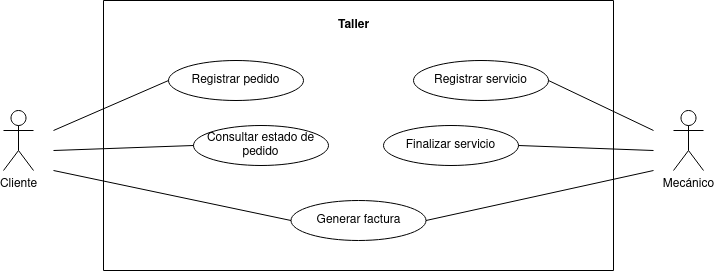 Taller
Registrar pedido
Registrar servicio
Consultar estado de
pedido
Finalizar servicio
Cliente
Mecánico
Generar factura